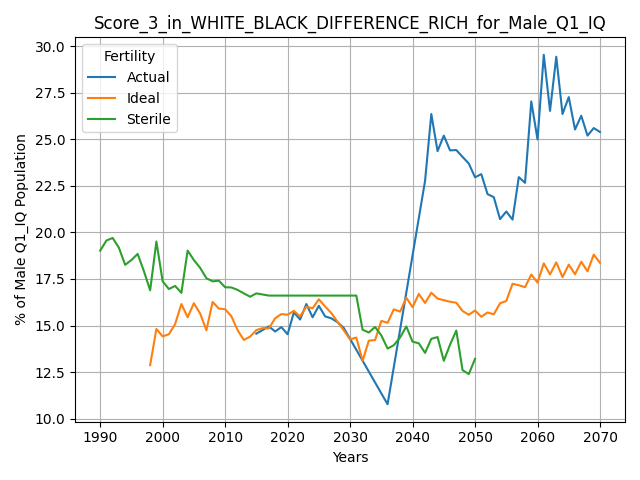 Score_3_in_WHITE_BLACK_DIFFERENCE_RICH_for_Male_Q1_IQ
30.0
27.5
25.0
22.5
20.0
17.5
15.0
12.5
10.0
% of Male Q1_IQ Population
Fertility
Actual
Ideal
Sterile
1990 2000 2010 2020 2030 2040 2050 2060 2070
Years